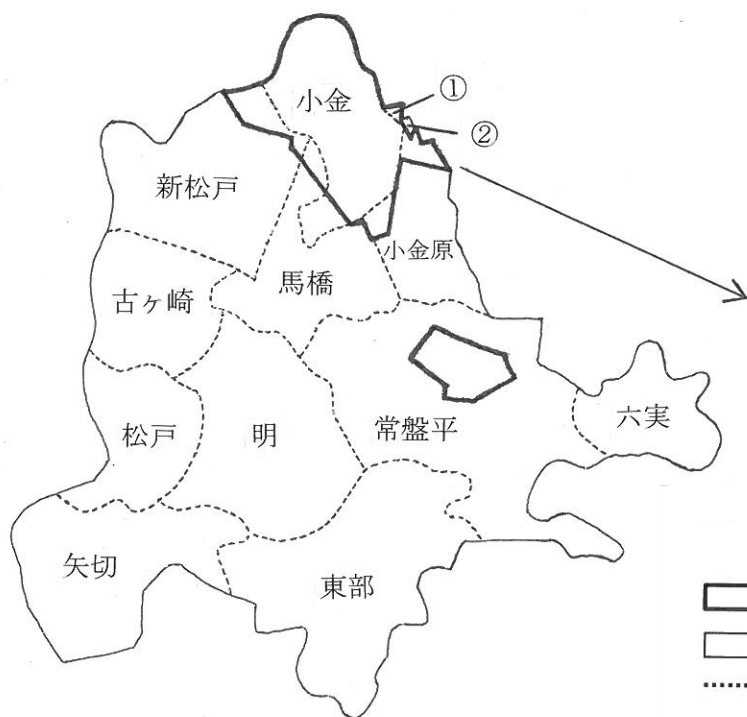 ①
小金
②
新松戸
小金原
馬橋
古ヶ崎
六実
松戸
明
常盤平
矢切
東部